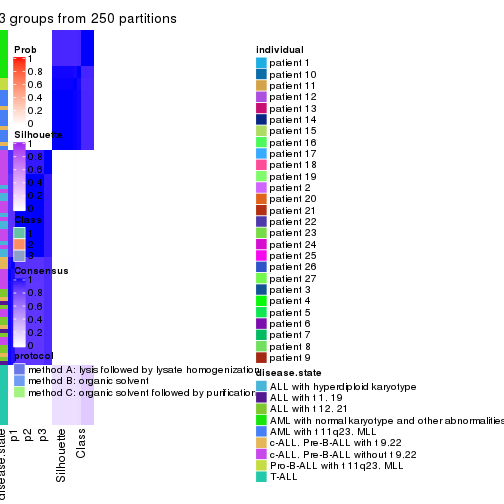 3 groups from 250 partitions
Prob
1
0.8
0.6
0.4
0.2
0
Silhouette
1
0.8
0.6
0.4
0.2
0
Class
1
2
3
Consensus
1
0.8
0.6
0.4
0.2
0
protocol
method A: lysis followed by lysate homogenization
method B: organic solvent
method C: organic solvent followed by purification
disease.state
p1
p2
p3
Silhouette
Class
individual
patient 1
patient 10
patient 11
patient 12
patient 13
patient 14
patient 15
patient 16
patient 17
patient 18
patient 19
patient 2
patient 20
patient 21
patient 22
patient 23
patient 24
patient 25
patient 26
patient 27
patient 3
patient 4
patient 5
patient 6
patient 7
patient 8
patient 9
disease.state
ALL with hyperdiploid karyotype
ALL with t 1. 19
ALL with t 12. 21
AML with normal karyotype and other abnormalities
AML with t 11q23. MLL
c-ALL. Pre-B-ALL with t 9.22
c-ALL. Pre-B-ALL without t 9.22
Pro-B-ALL with t 11q23. MLL
T-ALL